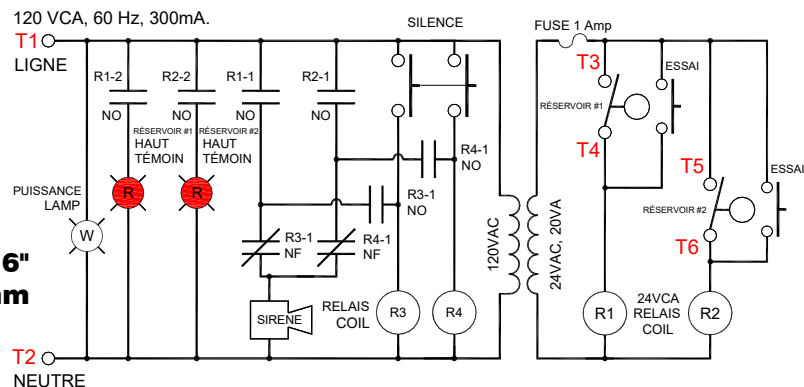 120 VCA, 60 Hz, 300mA.
SILENCE
FUSE 1 Amp
T1
LIGNE
R1-2
R2-2
R1-1
R2-1
NO
NO
NO
NO
T3
ESSAI
RÉSERVOIR #1
T4
RÉSERVOIR #1
HAUT
TÉMOIN
RÉSERVOIR #2
HAUT
TÉMOIN
R
R
R4-1
NO
R3-1
NO
PUISSANCE
LAMP
W
R3-1
NF
R4-1
NF
120VAC
24VAC, 20VA
T5
ESSAI
RÉSERVOIR #2
T6
6"
m
SIRENE
RELAIS
COIL
R3
R4
R1
24VCA
RELAIS
COIL
R2
T2
NEUTRE